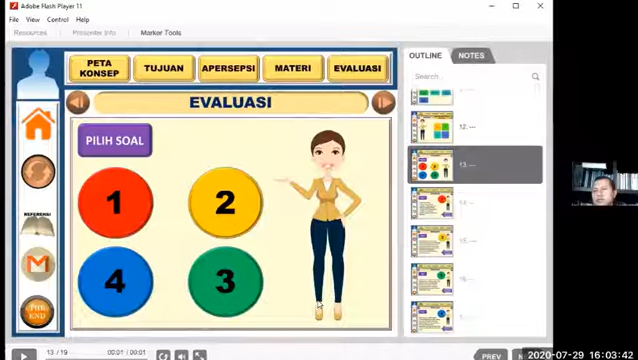 Adobe Flash Player 11
File View Control Help
Resources Presenter Info Marker Tools
PETA KONSEP
TUJUAN
APERSEPSI
MATERI
EVALUASI
EVALUASI
PILIH SOAL
1
2
4
3
REFERENSI
THE END
OUTLINE
NOTES
Search...
12. ---
13. ---
14. ---
15. ---
16. ---
13 / 19
00:01 / 00:01
PREV
2020-07-29 16:03:42